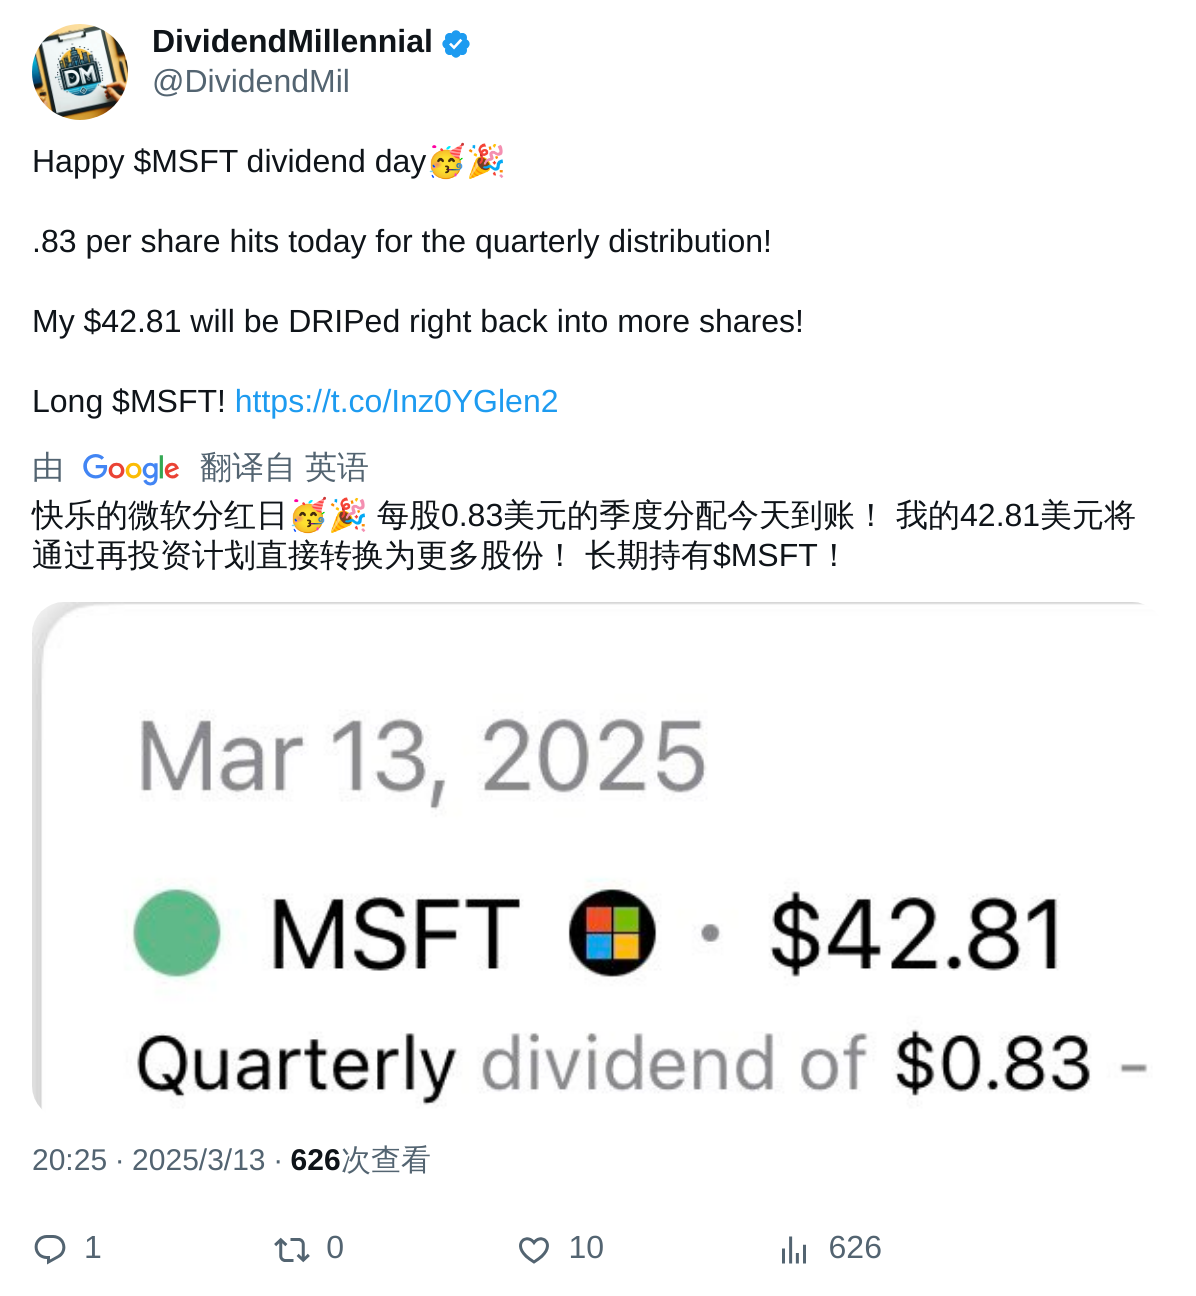 DividendMillennial
@DividendMil
DM
Happy $MSFT dividend day🥳🎉
.83 per share hits today for the quarterly distribution!
My $42.81 will be DRIPed right back into more shares!
Long $MSFT! https://t.co/Inz0YGlen2
由 Google 翻译自 英语
快乐的微软分红日🥳🎉 每股0.83美元的季度分配今天到账！ 我的42.81美元将
通过再投资计划直接转换为更多股份！ 长期持有$MSFT！
Mar 13, 2025
MSFT · $42.81
Quarterly dividend of $0.83 -
20:25 · 2025/3/13 · 626次查看
1 0 10 626